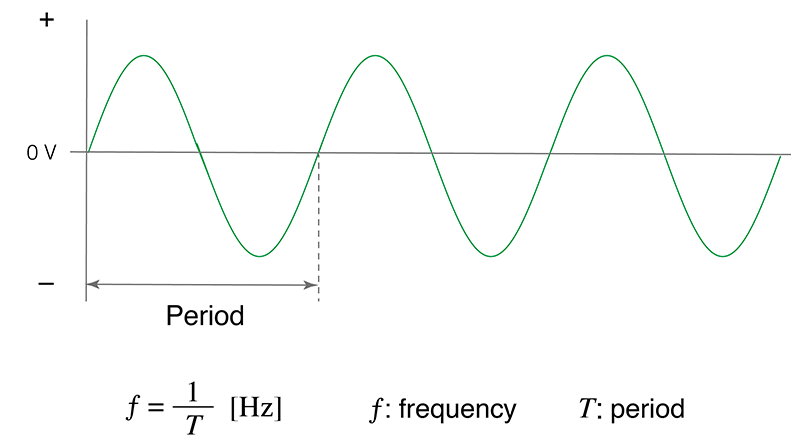 +
0 V
−
Period
f = 1/T [Hz] f: frequency T: period